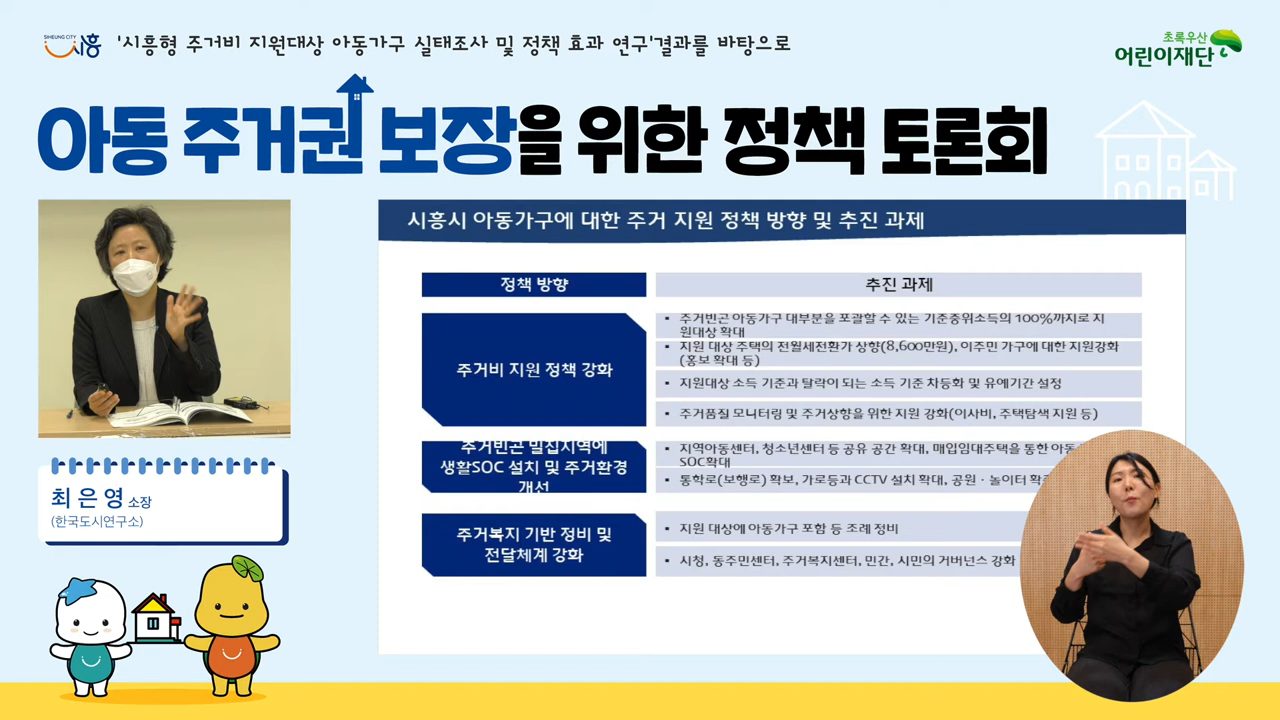 SIHEUNG CITY
시흥
'시흥형 주거비 지원대상 아동가구 실태조사 및 정책 효과 연구'결과를 바탕으로
초록우산
어린이재단
아동 주거권 보장을 위한 정책 토론회
시흥시 아동가구에 대한 주거 지원 정책 방향 및 추진 과제
정책 방향
추진 과제
주거비 지원 정책 강화
▪ 주거빈곤 아동가구 대부분을 포괄할 수 있는 기준중위소득의 100%까지로 지
원대상 확대
▪ 지원 대상 주택의 전월세전환가 상향(8,600만원), 이주민 가구에 대한 지원강화
(홍보 확대 등)
▪ 지원대상 소득 기준과 탈락이 되는 소득 기준 차등화 및 유예기간 설정
▪ 주거품질 모니터링 및 주거상향을 위한 지원 강화(이사비, 주택탐색 지원 등)
주거빈곤 밀집지역에
생활SOC 설치 및 주거환경
개선
▪ 지역아동센터, 청소년센터 등 공유 공간 확대, 매입임대주택을 통한 아동
SOC확대
▪ 통학로(보행로) 확보, 가로등과 CCTV 설치 확대, 공원 · 놀이터 확
주거복지 기반 정비 및
전달체계 강화
▪ 지원 대상에 아동가구 포함 등 조례 정비
▪ 시청, 동주민센터, 주거복지센터, 민간, 시민의 거버넌스 강화
최은영 소장
(한국도시연구소)